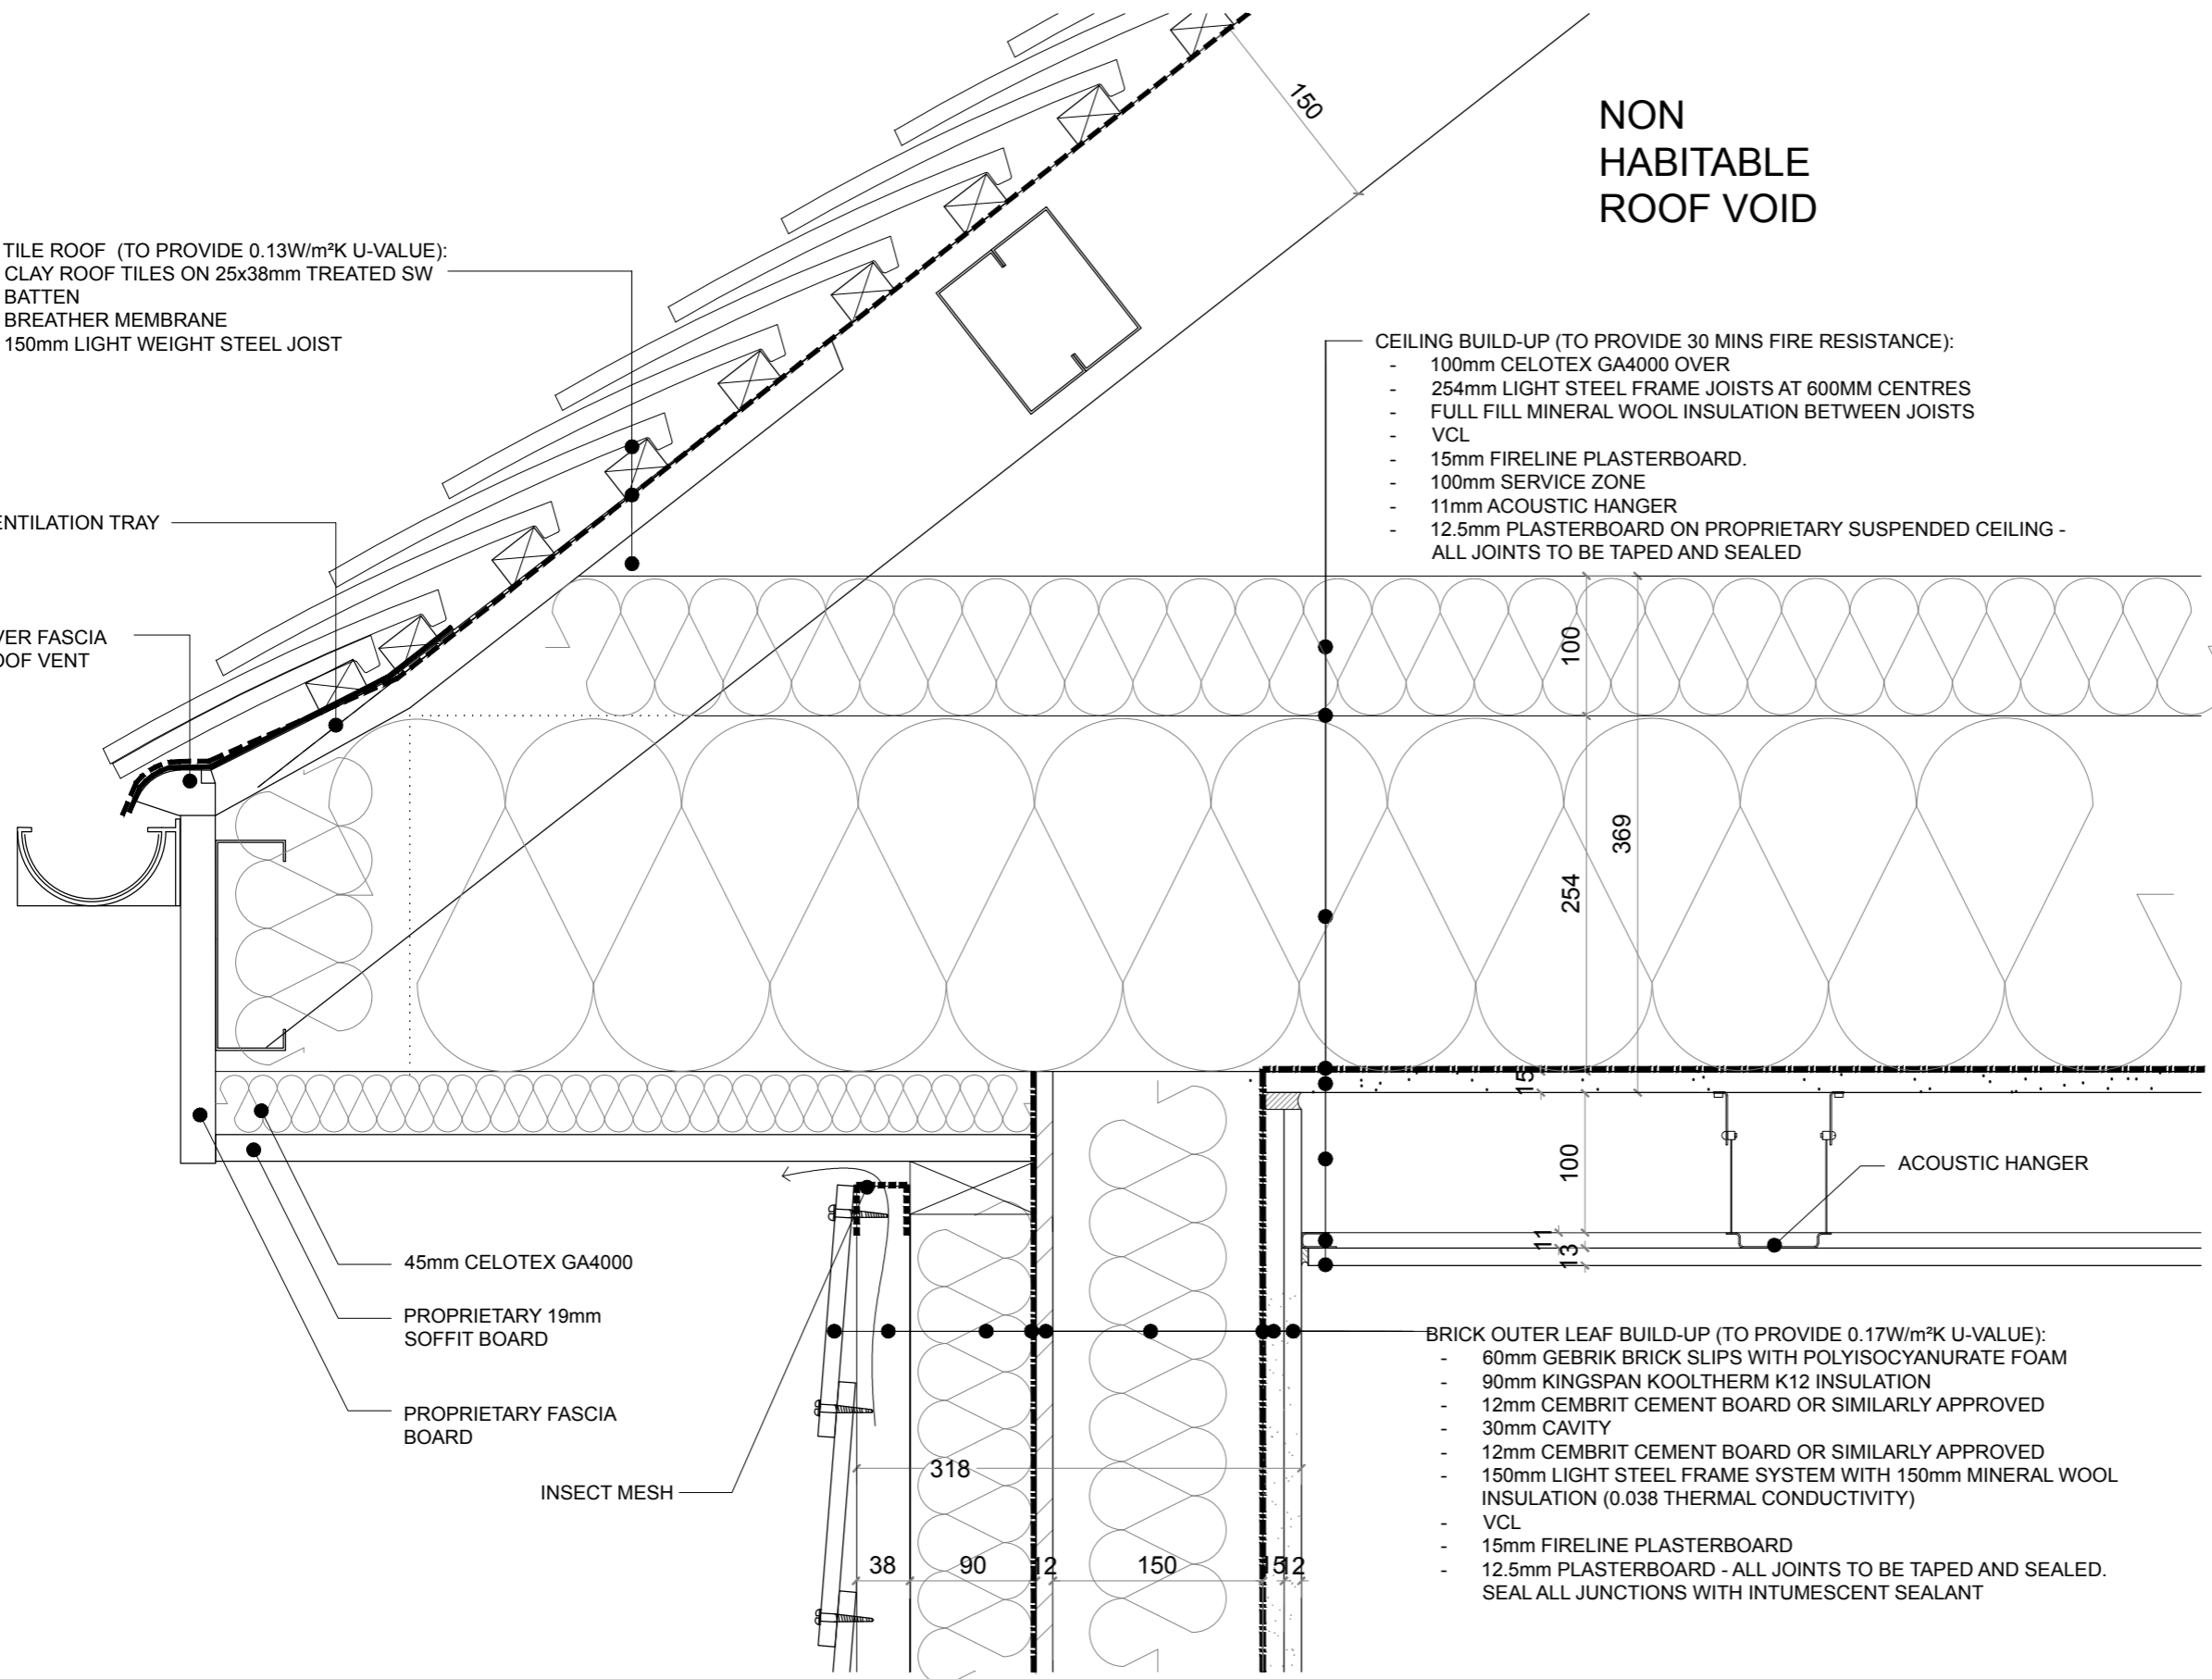 NON
HABITABLE
ROOF VOID
150
TILE ROOF (TO PROVIDE 0.13W/m²K U-VALUE):
CLAY ROOF TILES ON 25x38mm TREATED SW
BATTEN
BREATHER MEMBRANE
150mm LIGHT WEIGHT STEEL JOIST
ENTILATION TRAY
VER FASCIA
OOF VENT
CEILING BUILD-UP (TO PROVIDE 30 MINS FIRE RESISTANCE):
- 100mm CELOTEX GA4000 OVER
- 254mm LIGHT STEEL FRAME JOISTS AT 600MM CENTRES
- FULL FILL MINERAL WOOL INSULATION BETWEEN JOISTS
- VCL
- 15mm FIRELINE PLASTERBOARD.
- 100mm SERVICE ZONE
- 11mm ACOUSTIC HANGER
- 12.5mm PLASTERBOARD ON PROPRIETARY SUSPENDED CEILING -
ALL JOINTS TO BE TAPED AND SEALED
100
369
254
15
100
11
13
ACOUSTIC HANGER
45mm CELOTEX GA4000
PROPRIETARY 19mm
SOFFIT BOARD
PROPRIETARY FASCIA
BOARD
INSECT MESH
318
38 90 12 150 15 12
BRICK OUTER LEAF BUILD-UP (TO PROVIDE 0.17W/m²K U-VALUE):
- 60mm GEBRIK BRICK SLIPS WITH POLYISOCYANURATE FOAM
- 90mm KINGSPAN KOOLTHERM K12 INSULATION
- 12mm CEMBRIT CEMENT BOARD OR SIMILARLY APPROVED
- 30mm CAVITY
- 12mm CEMBRIT CEMENT BOARD OR SIMILARLY APPROVED
- 150mm LIGHT STEEL FRAME SYSTEM WITH 150mm MINERAL WOOL
INSULATION (0.038 THERMAL CONDUCTIVITY)
- VCL
- 15mm FIRELINE PLASTERBOARD
- 12.5mm PLASTERBOARD - ALL JOINTS TO BE TAPED AND SEALED.
SEAL ALL JUNCTIONS WITH INTUMESCENT SEALANT